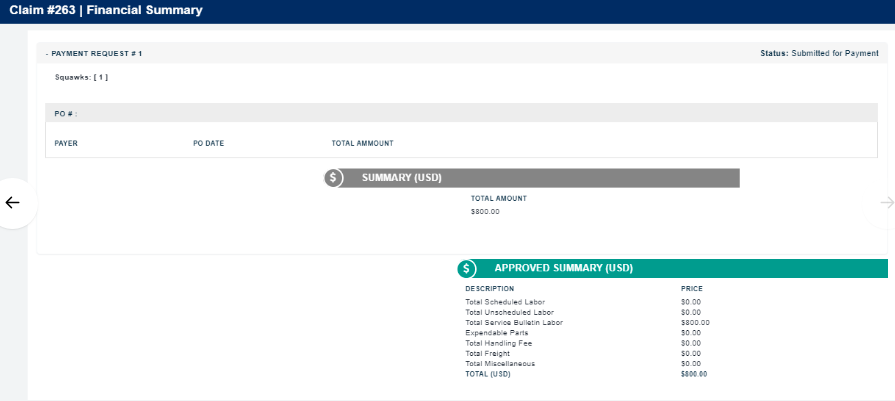 Claim #263 | Financial Summary
- PAYMENT REQUEST # 1
Status: Submitted for Payment
Squawks: [ 1 ]
PO # :
PAYER PO DATE TOTAL AMMOUNT
$ SUMMARY (USD)
TOTAL AMOUNT
$800.00
$ APPROVED SUMMARY (USD)
DESCRIPTION PRICE
Total Scheduled Labor $0.00
Total Unscheduled Labor $0.00
Total Service Bulletin Labor $800.00
Expendable Parts $0.00
Total Handling Fee $0.00
Total Freight $0.00
Total Miscellaneous $0.00
TOTAL (USD) $800.00